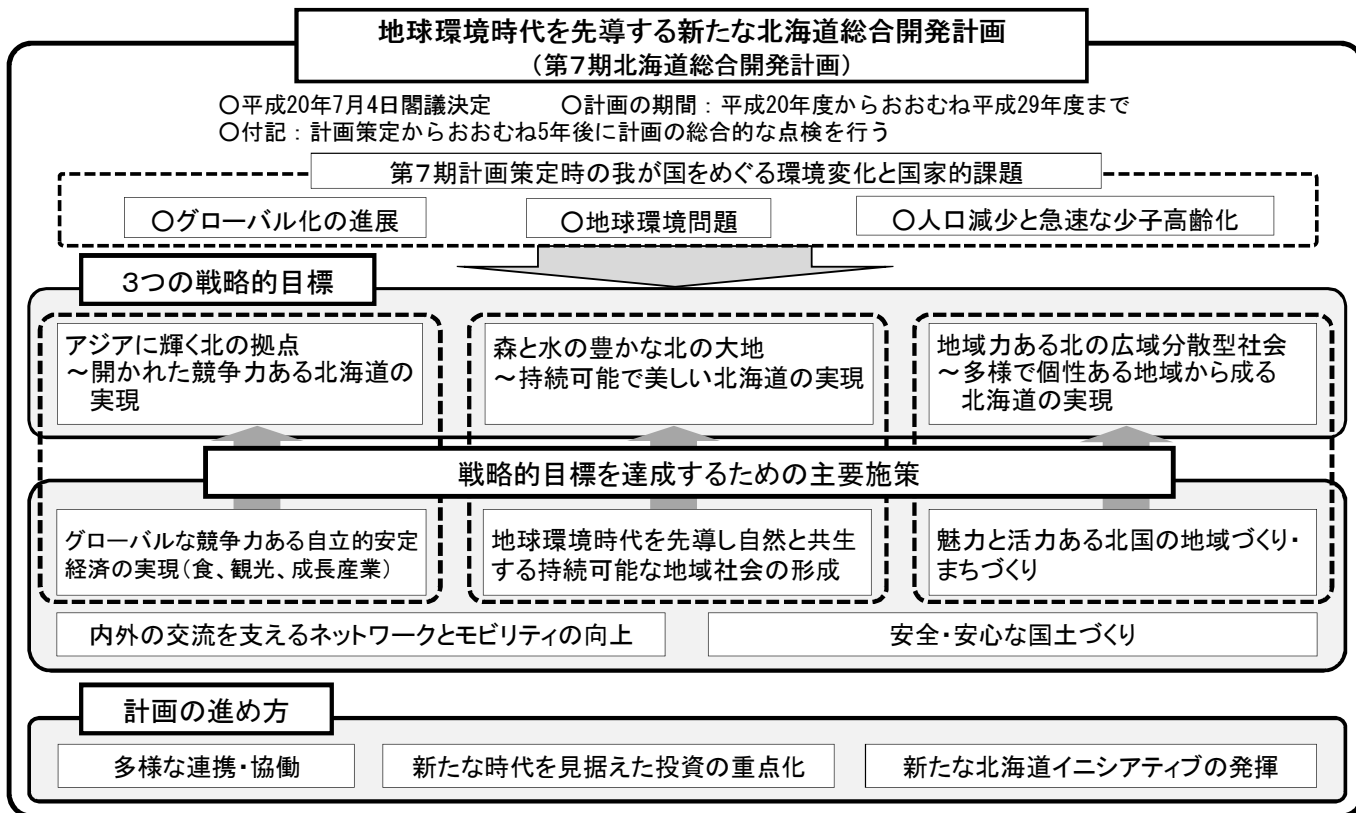 地球環境時代を先導する新たな北海道総合開発計画
(第7期北海道総合開発計画)
○平成20年7月4日閣議決定　　○計画の期間：平成20年度からおおむね平成29年度まで
○付記：計画策定からおおむね5年後に計画の総合的な点検を行う
第7期計画策定時の我が国をめぐる環境変化と国家的課題
○グローバル化の進展
○地球環境問題
○人口減少と急速な少子高齢化
3つの戦略的目標
アジアに輝く北の拠点
～開かれた競争力ある北海道の
実現
森と水の豊かな北の大地
～持続可能で美しい北海道の実現
地域力ある北の広域分散型社会
～多様で個性ある地域から成る
北海道の実現
戦略的目標を達成するための主要施策
グローバルな競争力ある自立的安定
経済の実現(食、観光、成長産業)
地球環境時代を先導し自然と共生
する持続可能な地域社会の形成
魅力と活力ある北国の地域づくり・
まちづくり
内外の交流を支えるネットワークとモビリティの向上
安全・安心な国土づくり
計画の進め方
多様な連携・協働
新たな時代を見据えた投資の重点化
新たな北海道イニシアティブの発揮